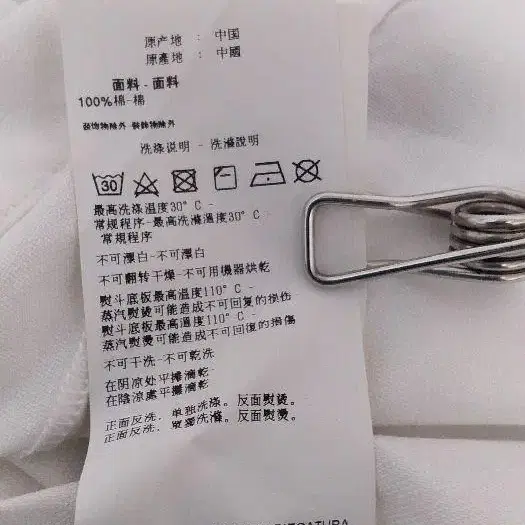 原产地 : 中国
原產地 : 中國
面料 - 面料
100%棉-棉
装饰物除外-裝飾物除外
洗涤说明 - 洗滌說明
30
最高洗涤温度30° C -
常规程序-最高洗滌溫度30° C -
常規程序
不可漂白-不可漂白
不可翻转干燥-不可用機器烘乾
熨斗底板最高温度110° C -
蒸汽熨烫可能造成不可回复的损伤-
熨斗底板最高溫度110° C -
蒸汽熨燙可能造成不可回復的損傷
不可干洗-不可乾洗
在阴凉处平摊滴乾-
在陰涼處平攤滴乾
正面反洗，单独洗涤。反面熨烫。
正面反洗，單獨洗滌。反面熨燙。